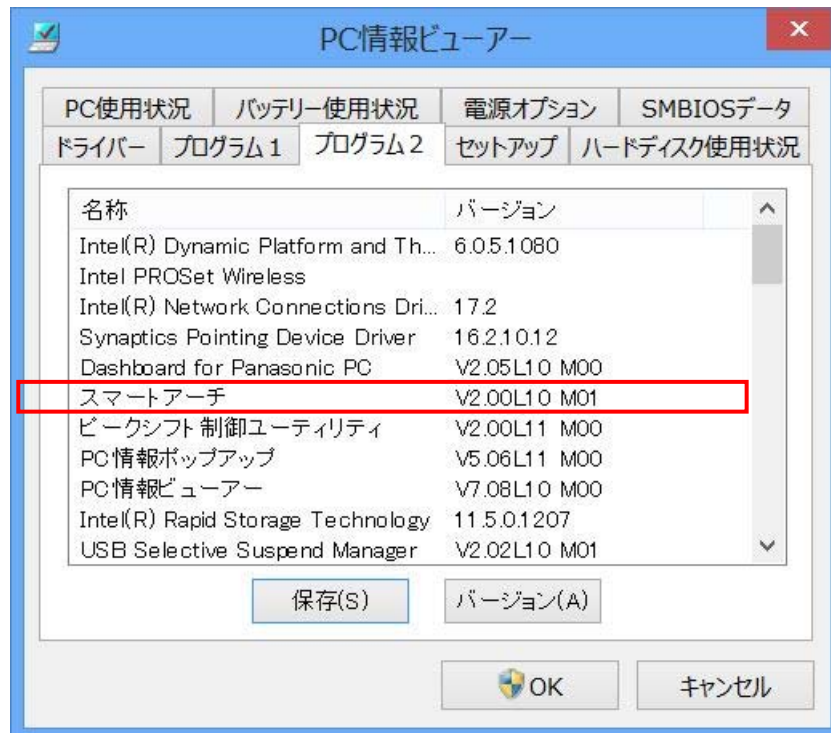 PC情報ビューアー
PC使用状況 バッテリー使用状況 電源オプション SMBIOSデータ
ドライバー プログラム1 プログラム2 セットアップ ハードディスク使用状況
名称 バージョン
Intel(R) Dynamic Platform and Th... 6.0.5.1080
Intel PROSet Wireless
Intel(R) Network Connections Dri... 17.2
Synaptics Pointing Device Driver 16.2.10.12
Dashboard for Panasonic PC V2.05L10 M00
スマートアーチ V2.00L10 M01
ピークシフト制御ユーティリティ V2.00L11 M00
PC情報ポップアップ V5.06L11 M00
PC情報ビューアー V7.08L10 M00
Intel(R) Rapid Storage Technology 11.5.0.1207
USB Selective Suspend Manager V2.02L10 M01
保存(S) バージョン(A)
OK キャンセル